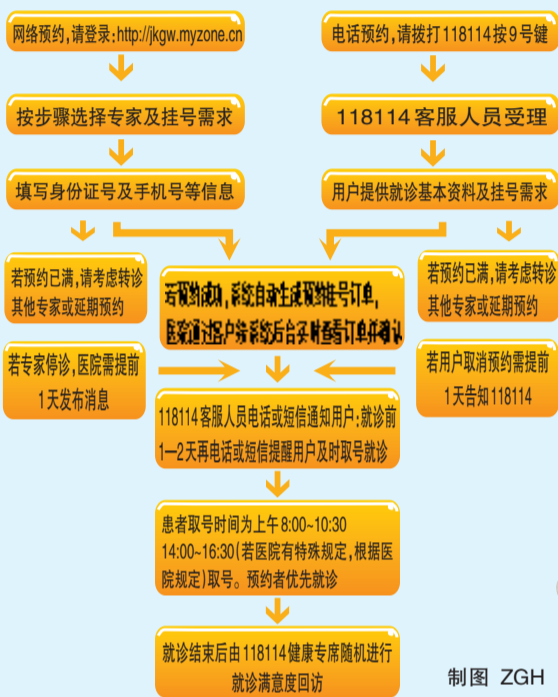 网络预约,请登录:http://jkgw.myzone.cn
电话预约,请拨打118114按9号键
按步骤选择专家及挂号需求
118114客服人员受理
填写身份证号及手机号等信息
用户提供就诊基本资料及挂号需求
若预约已满,请考虑转诊
其他专家或延期预约
若预约成功,系统自动生成预约挂号订单,
医院通过客户端系统后台实时查看订单并确认
若预约已满,请考虑转诊
其他专家或延期预约
若专家停诊,医院需提前
1天发布消息
若用户取消预约需提前
1天告知118114
118114客服人员电话或短信通知用户:就诊前
1—2天再电话或短信提醒用户及时取号就诊
患者取号时间为上午8:00~10:30
14:00~16:30(若医院有特殊规定,根据医
院规定)取号。预约者优先就诊
就诊结束后由118114健康专席随机进行
就诊满意度回访
制图 ZGH